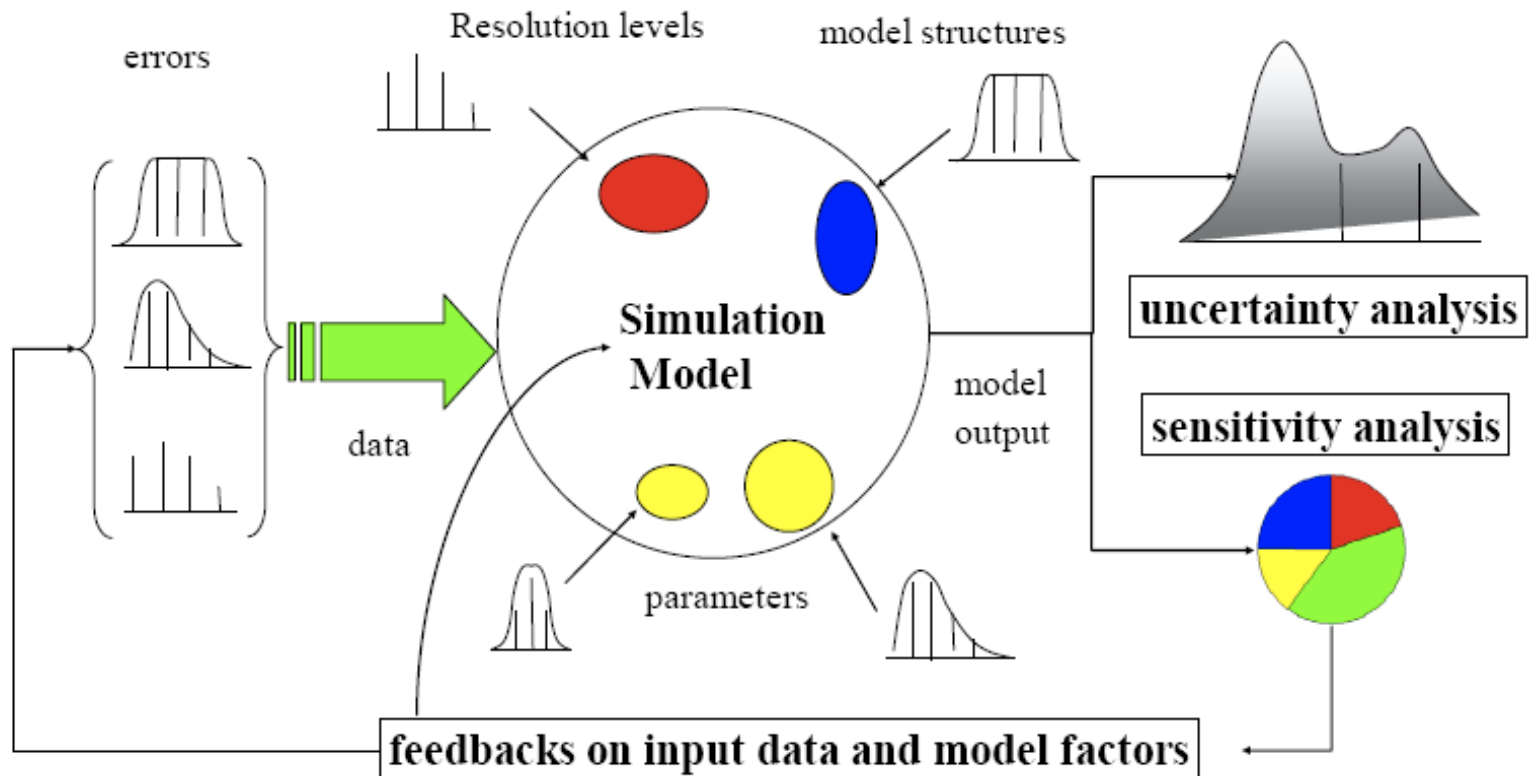 Resolution levels
model structures
errors
uncertainty analysis
Simulation
Model
model
output
sensitivity analysis
data
parameters
feedbacks on input data and model factors